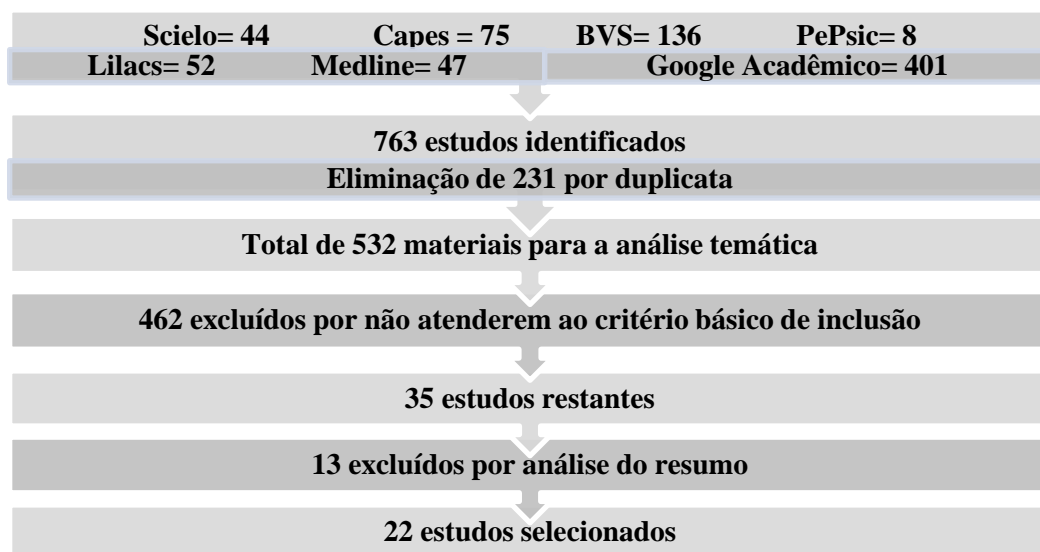 Scielo= 44 Capes = 75 BVS= 136 PePsic= 8
Lilacs= 52 Medline= 47 Google Acadêmico= 401
763 estudos identificados
Eliminação de 231 por duplicata
Total de 532 materiais para a análise temática
462 excluídos por não atenderem ao critério básico de inclusão
35 estudos restantes
13 excluídos por análise do resumo
22 estudos selecionados